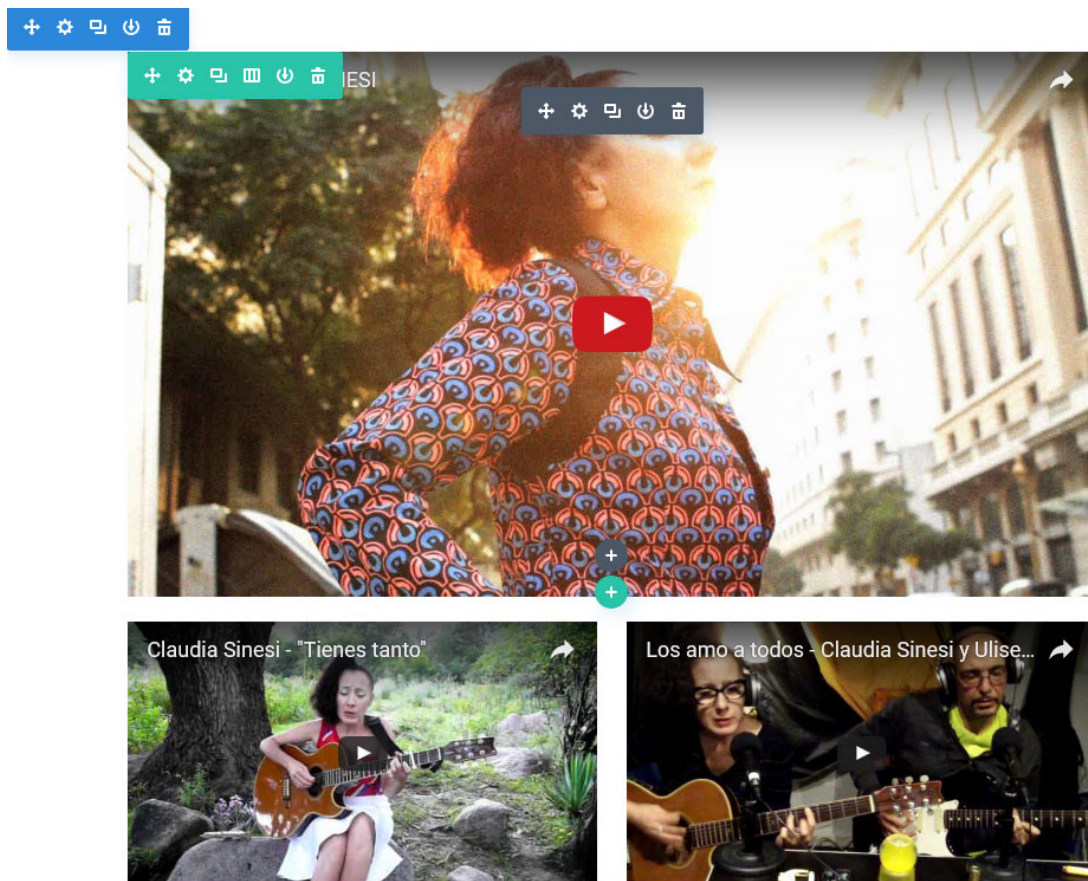 Claudia Sinesi - "Tienes tanto"
Los amo a todos - Claudia Sinesi y Ulise...